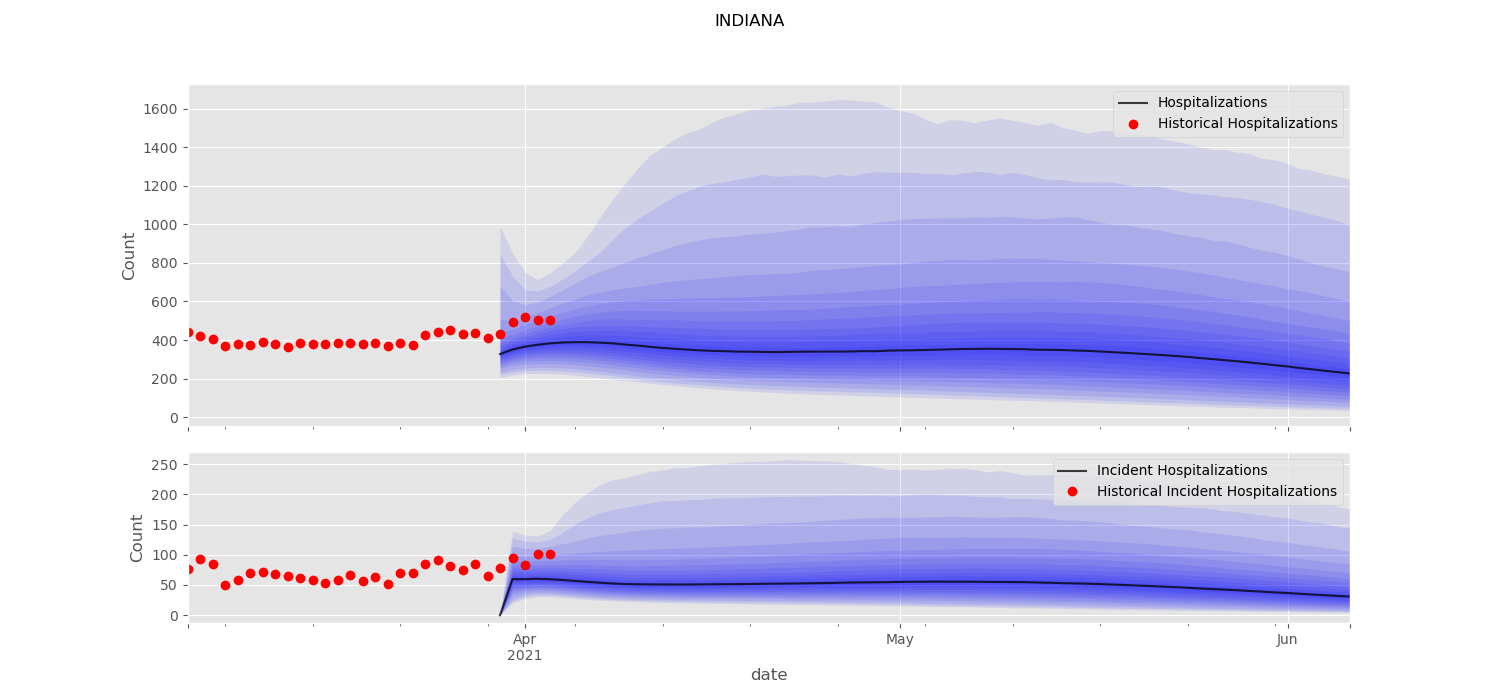 INDIANA
Hospitalizations
Historical Hospitalizations
1600
1400
1200
1000
800
600
400
200
0
Count
Incident Hospitalizations
Historical Incident Hospitalizations
250
200
150
100
50
0
Count
Apr
2021
May
Jun
date